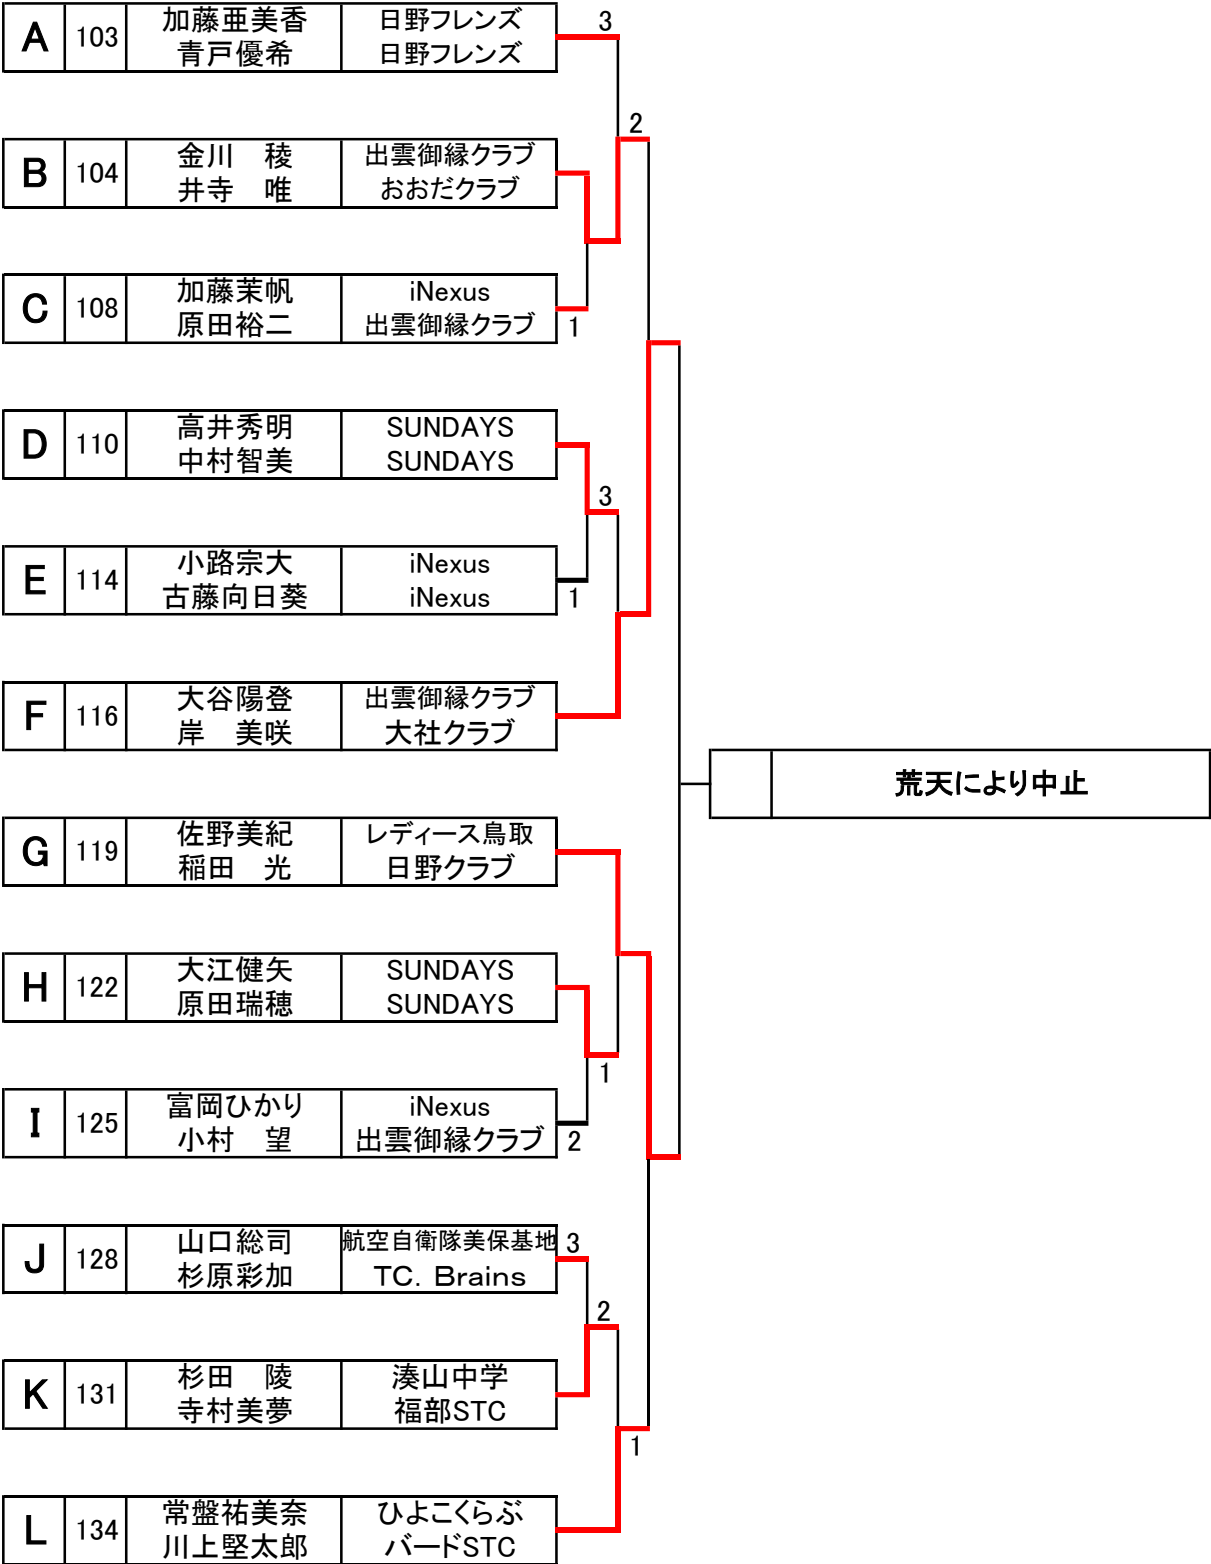 A 103 加藤亜美香 日野フレンズ 3
青戸優希 日野フレンズ
2
B 104 金川　稜 出雲御縁クラブ
井寺　唯 おおだクラブ
C 108 加藤茉帆 iNexus
原田裕二 出雲御縁クラブ 1
D 110 高井秀明 SUNDAYS
中村智美 SUNDAYS
3
E 114 小路宗大 iNexus
古藤向日葵 iNexus 1
F 116 大谷陽登 出雲御縁クラブ
岸　美咲 大社クラブ
荒天により中止
G 119 佐野美紀 レディース鳥取
稲田　光 日野クラブ
H 122 大江健矢 SUNDAYS
原田瑞穂 SUNDAYS
1
I 125 富岡ひかり iNexus
小村　望 出雲御縁クラブ 2
J 128 山口総司 航空自衛隊美保基地 3
杉原彩加 TC. Brains
2
K 131 杉田　陵 湊山中学
寺村美夢 福部STC
1
L 134 常盤祐美奈 ひよこくらぶ
川上堅太郎 バードSTC